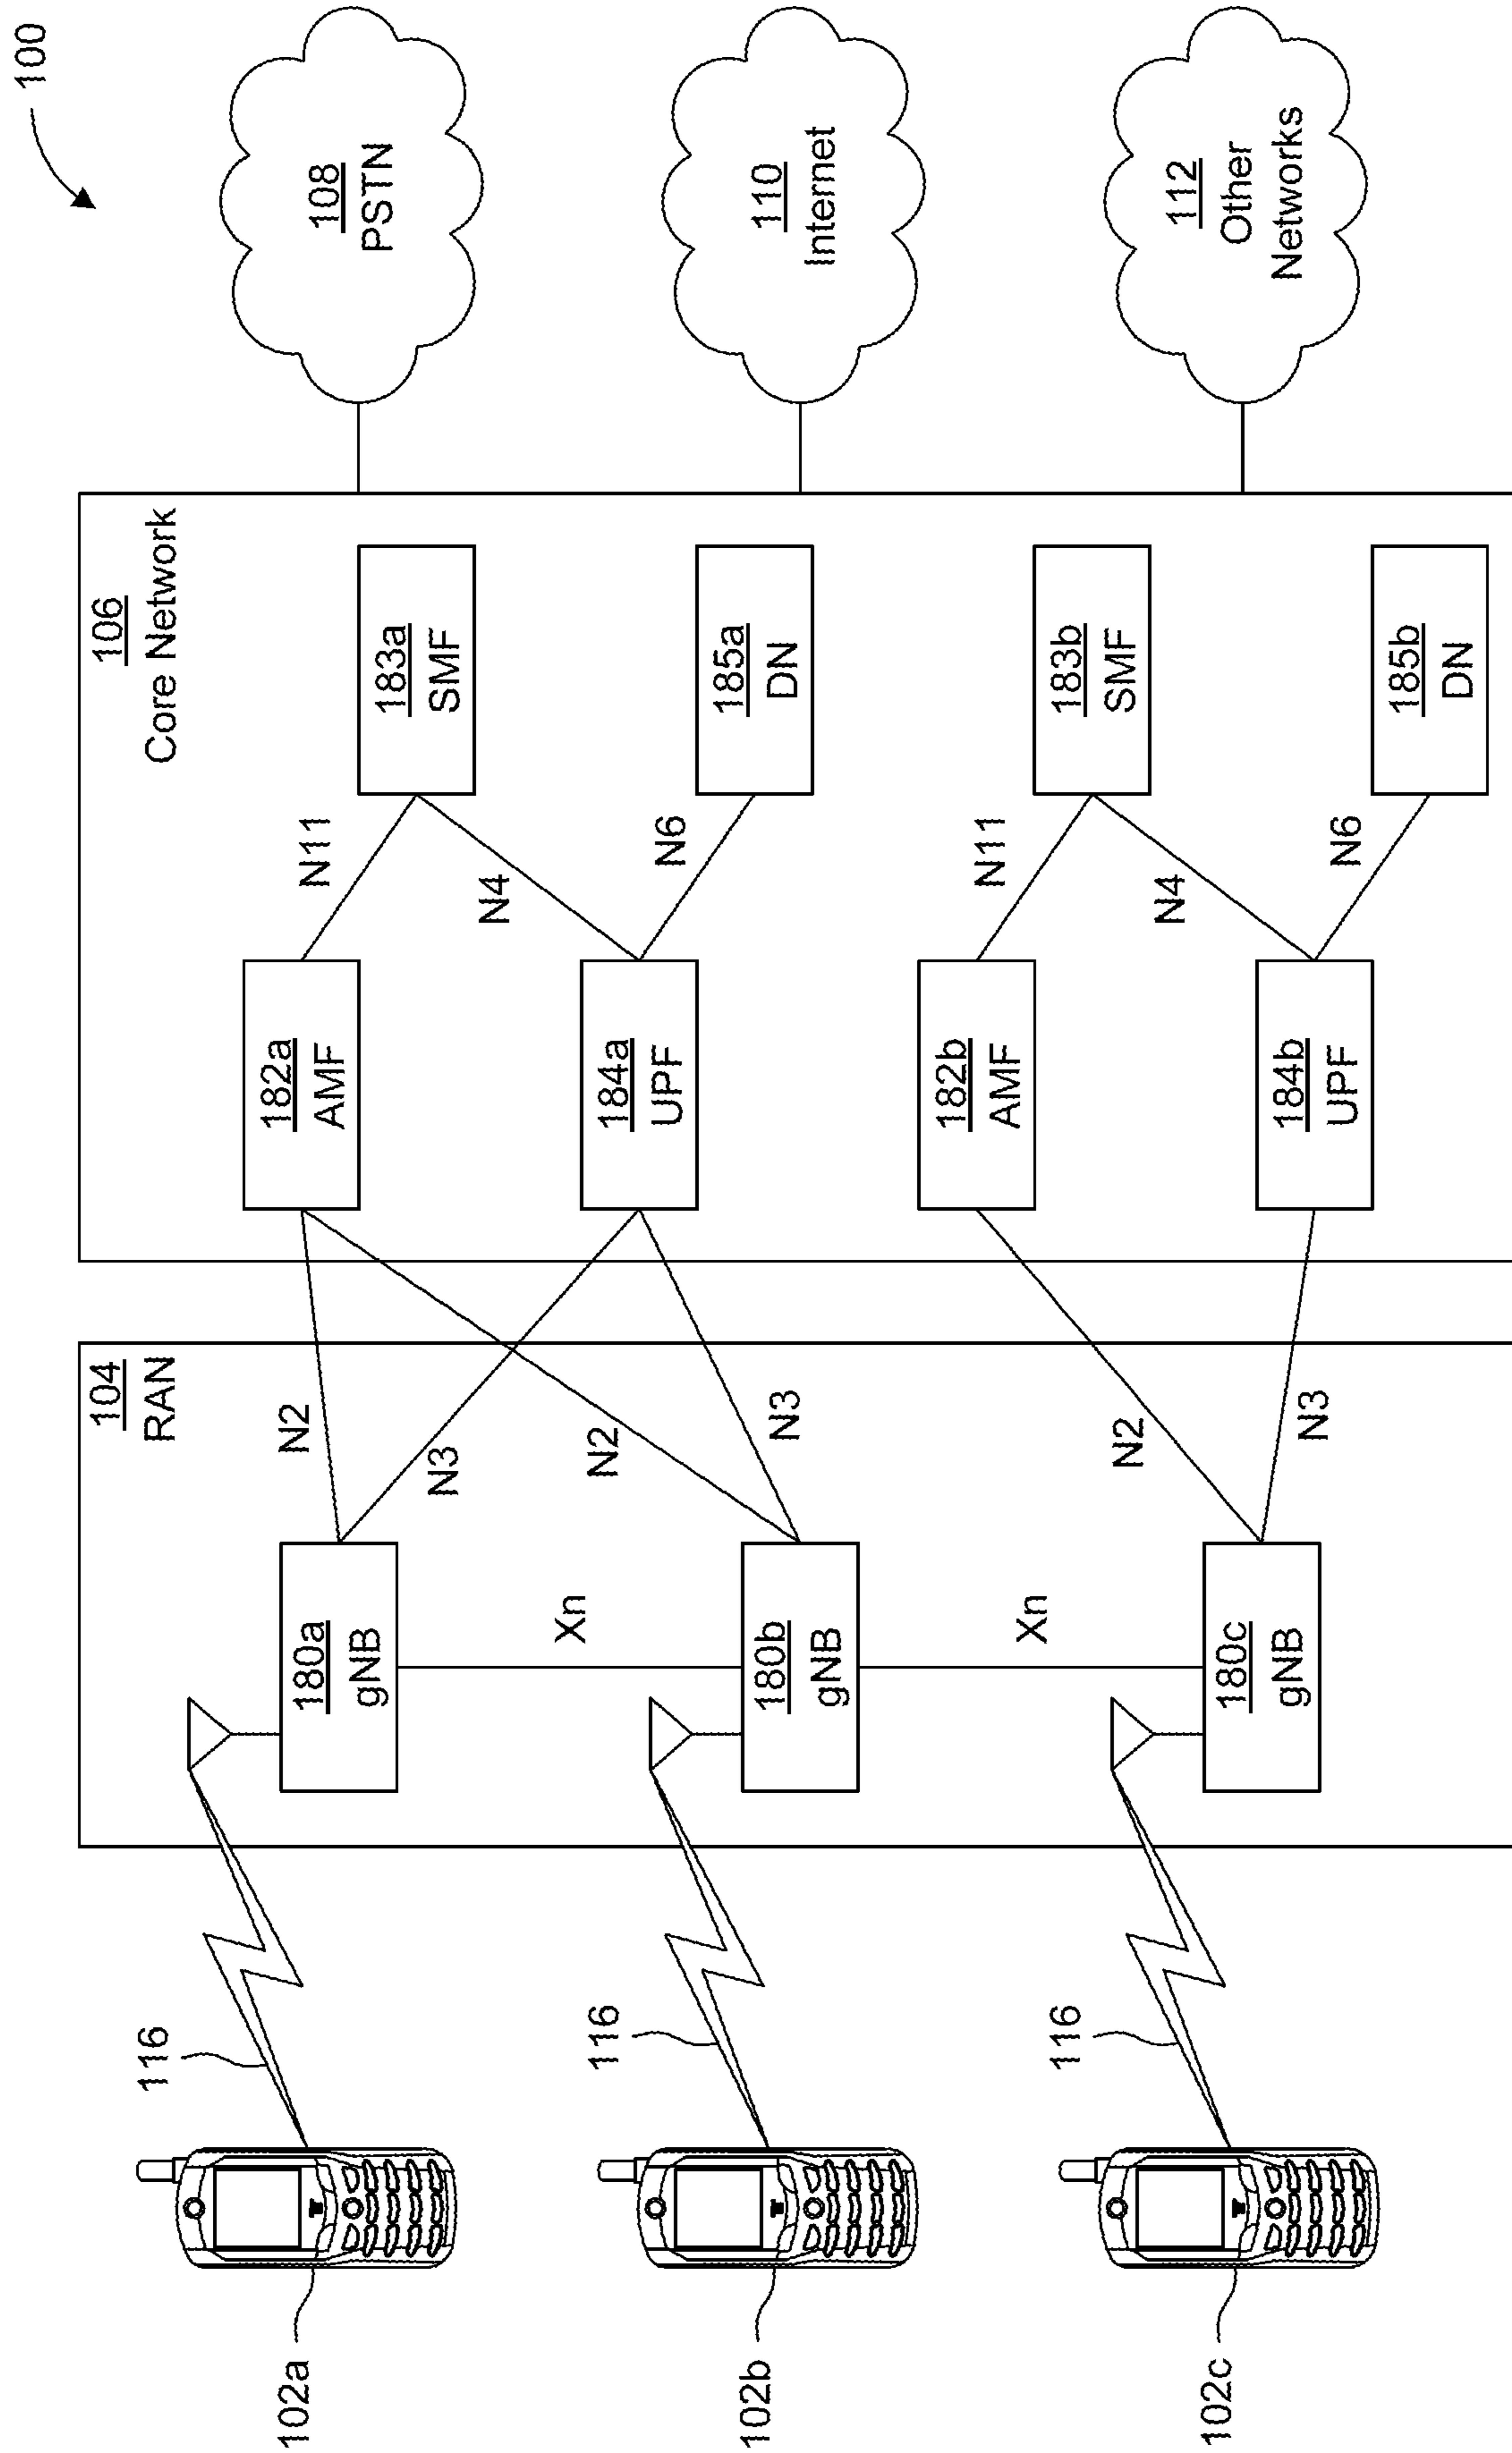 100
102a
102b
102c
116
116
116
104
RAN
180a
gNB
180b
gNB
180c
gNB
Xn
Xn
N2
N3
N2
N3
N2
N3
106
Core Network
182a
AMF
184a
UPF
182b
AMF
184b
UPF
N11
N4
N6
N11
N4
N6
183a
SMF
185a
DN
183b
SMF
185b
DN
108
PSTN
110
Internet
112
Other
Networks